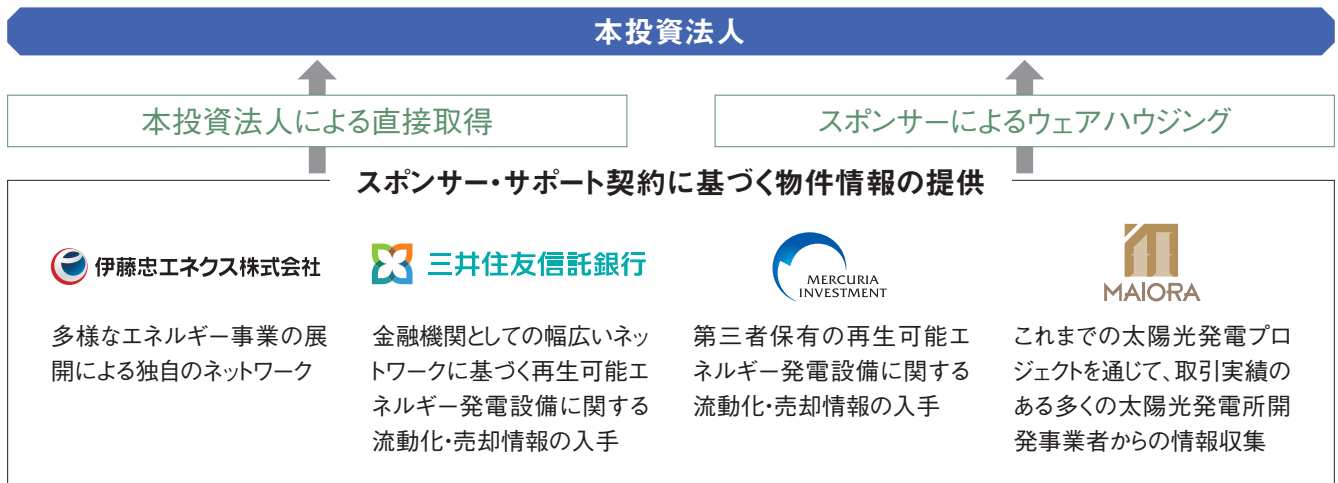 本投資法人
本投資法人による直接取得
スポンサーによるウェアハウジング
スポンサー・サポート契約に基づく物件情報の提供
伊藤忠エネクス株式会社
多様なエネルギー事業の展
開による独自のネットワーク
三井住友信託銀行
金融機関としての幅広いネッ
トワークに基づく再生可能エ
ネルギー発電設備に関する
流動化・売却情報の入手
MERCURIA
INVESTMENT
第三者保有の再生可能エ
ネルギー発電設備に関する
流動化・売却情報の入手
MAIORA
これまでの太陽光発電プロ
ジェクトを通じて、取引実績の
ある多くの太陽光発電所開
発事業者からの情報収集